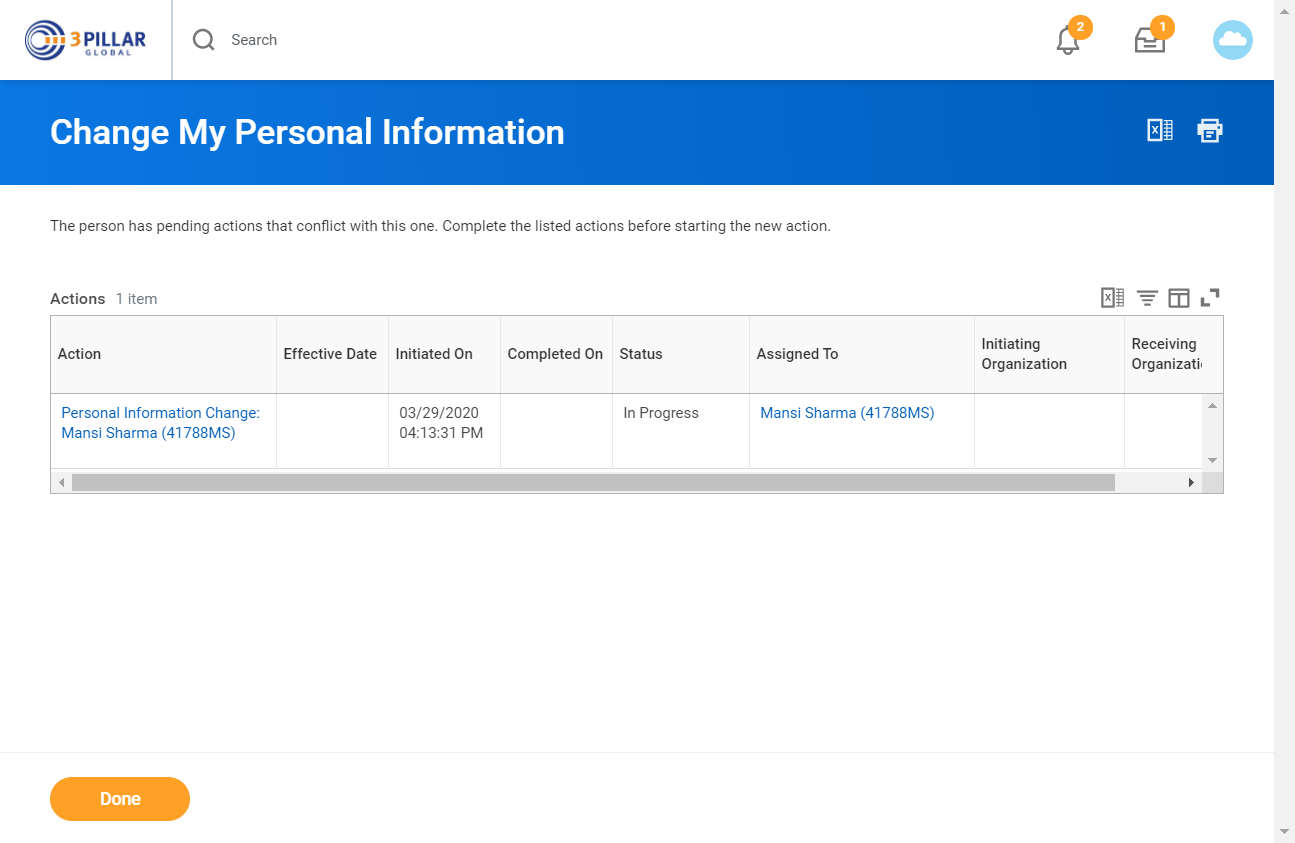 3PILLAR
GLOBAL
Search
2
1
Change My Personal Information
The person has pending actions that conflict with this one. Complete the listed actions before starting the new action.
Actions 1 item
Action
Effective Date
Initiated On
Completed On
Status
Assigned To
Initiating
Organization
Receiving
Organizati
Personal Information Change:
Mansi Sharma (41788MS)
03/29/2020
04:13:31 PM
In Progress
Mansi Sharma (41788MS)
Done